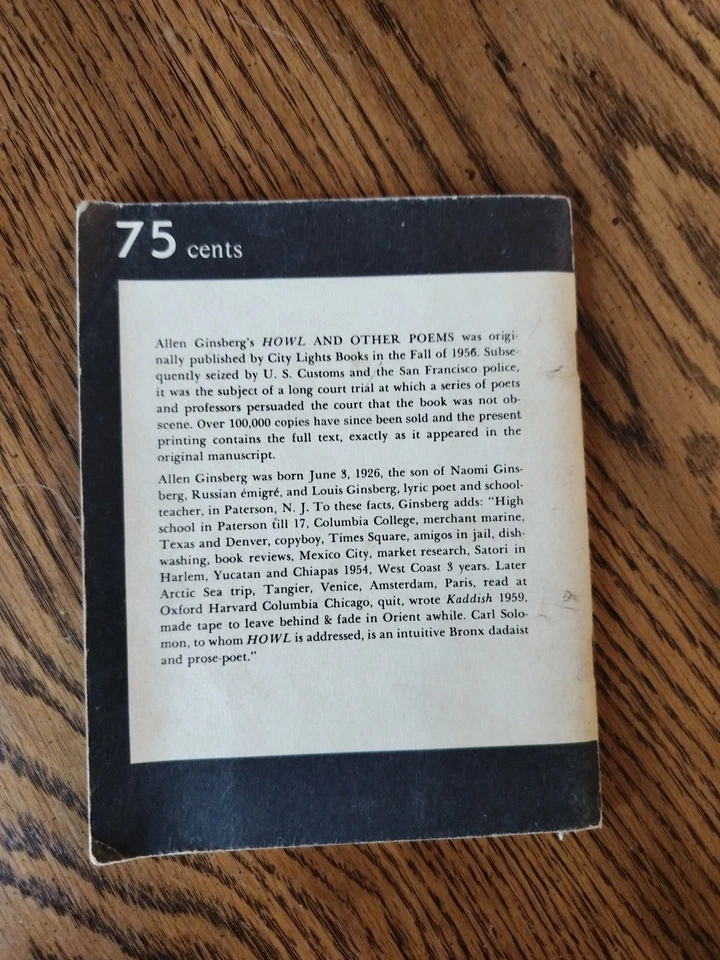 75 cents
Allen Ginsberg's HOWL AND OTHER POEMS was origi-
nally published by City Lights Books in the Fall of 1956. Subse-
quently seized by U. S. Customs and the San Francisco police,
it was the subject of a long court trial at which a series of poets
and professors persuaded the court that the book was not ob-
scene. Over 100,000 copies have since been sold and the present
printing contains the full text, exactly as it appeared in the
original manuscript.
Allen Ginsberg was born June 3, 1926, the son of Naomi Gins-
berg, Russian émigré, and Louis Ginsberg, lyric poet and school-
teacher, in Paterson, N. J. To these facts, Ginsberg adds: "High
school in Paterson till 17, Columbia College, merchant marine,
Texas and Denver, copyboy, Times Square, amigos in jail, dish-
washing, book reviews, Mexico City, market research, Satori in
Harlem, Yucatan and Chiapas 1954, West Coast 3 years. Later
Arctic Sea trip, Tangier, Venice, Amsterdam, Paris, read at
Oxford Harvard Columbia Chicago, quit, wrote Kaddish 1959,
made tape to leave behind & fade in Orient awhile. Carl Solo-
mon, to whom HOWL is addressed, is an intuitive Bronx dadaist
and prose-poet."